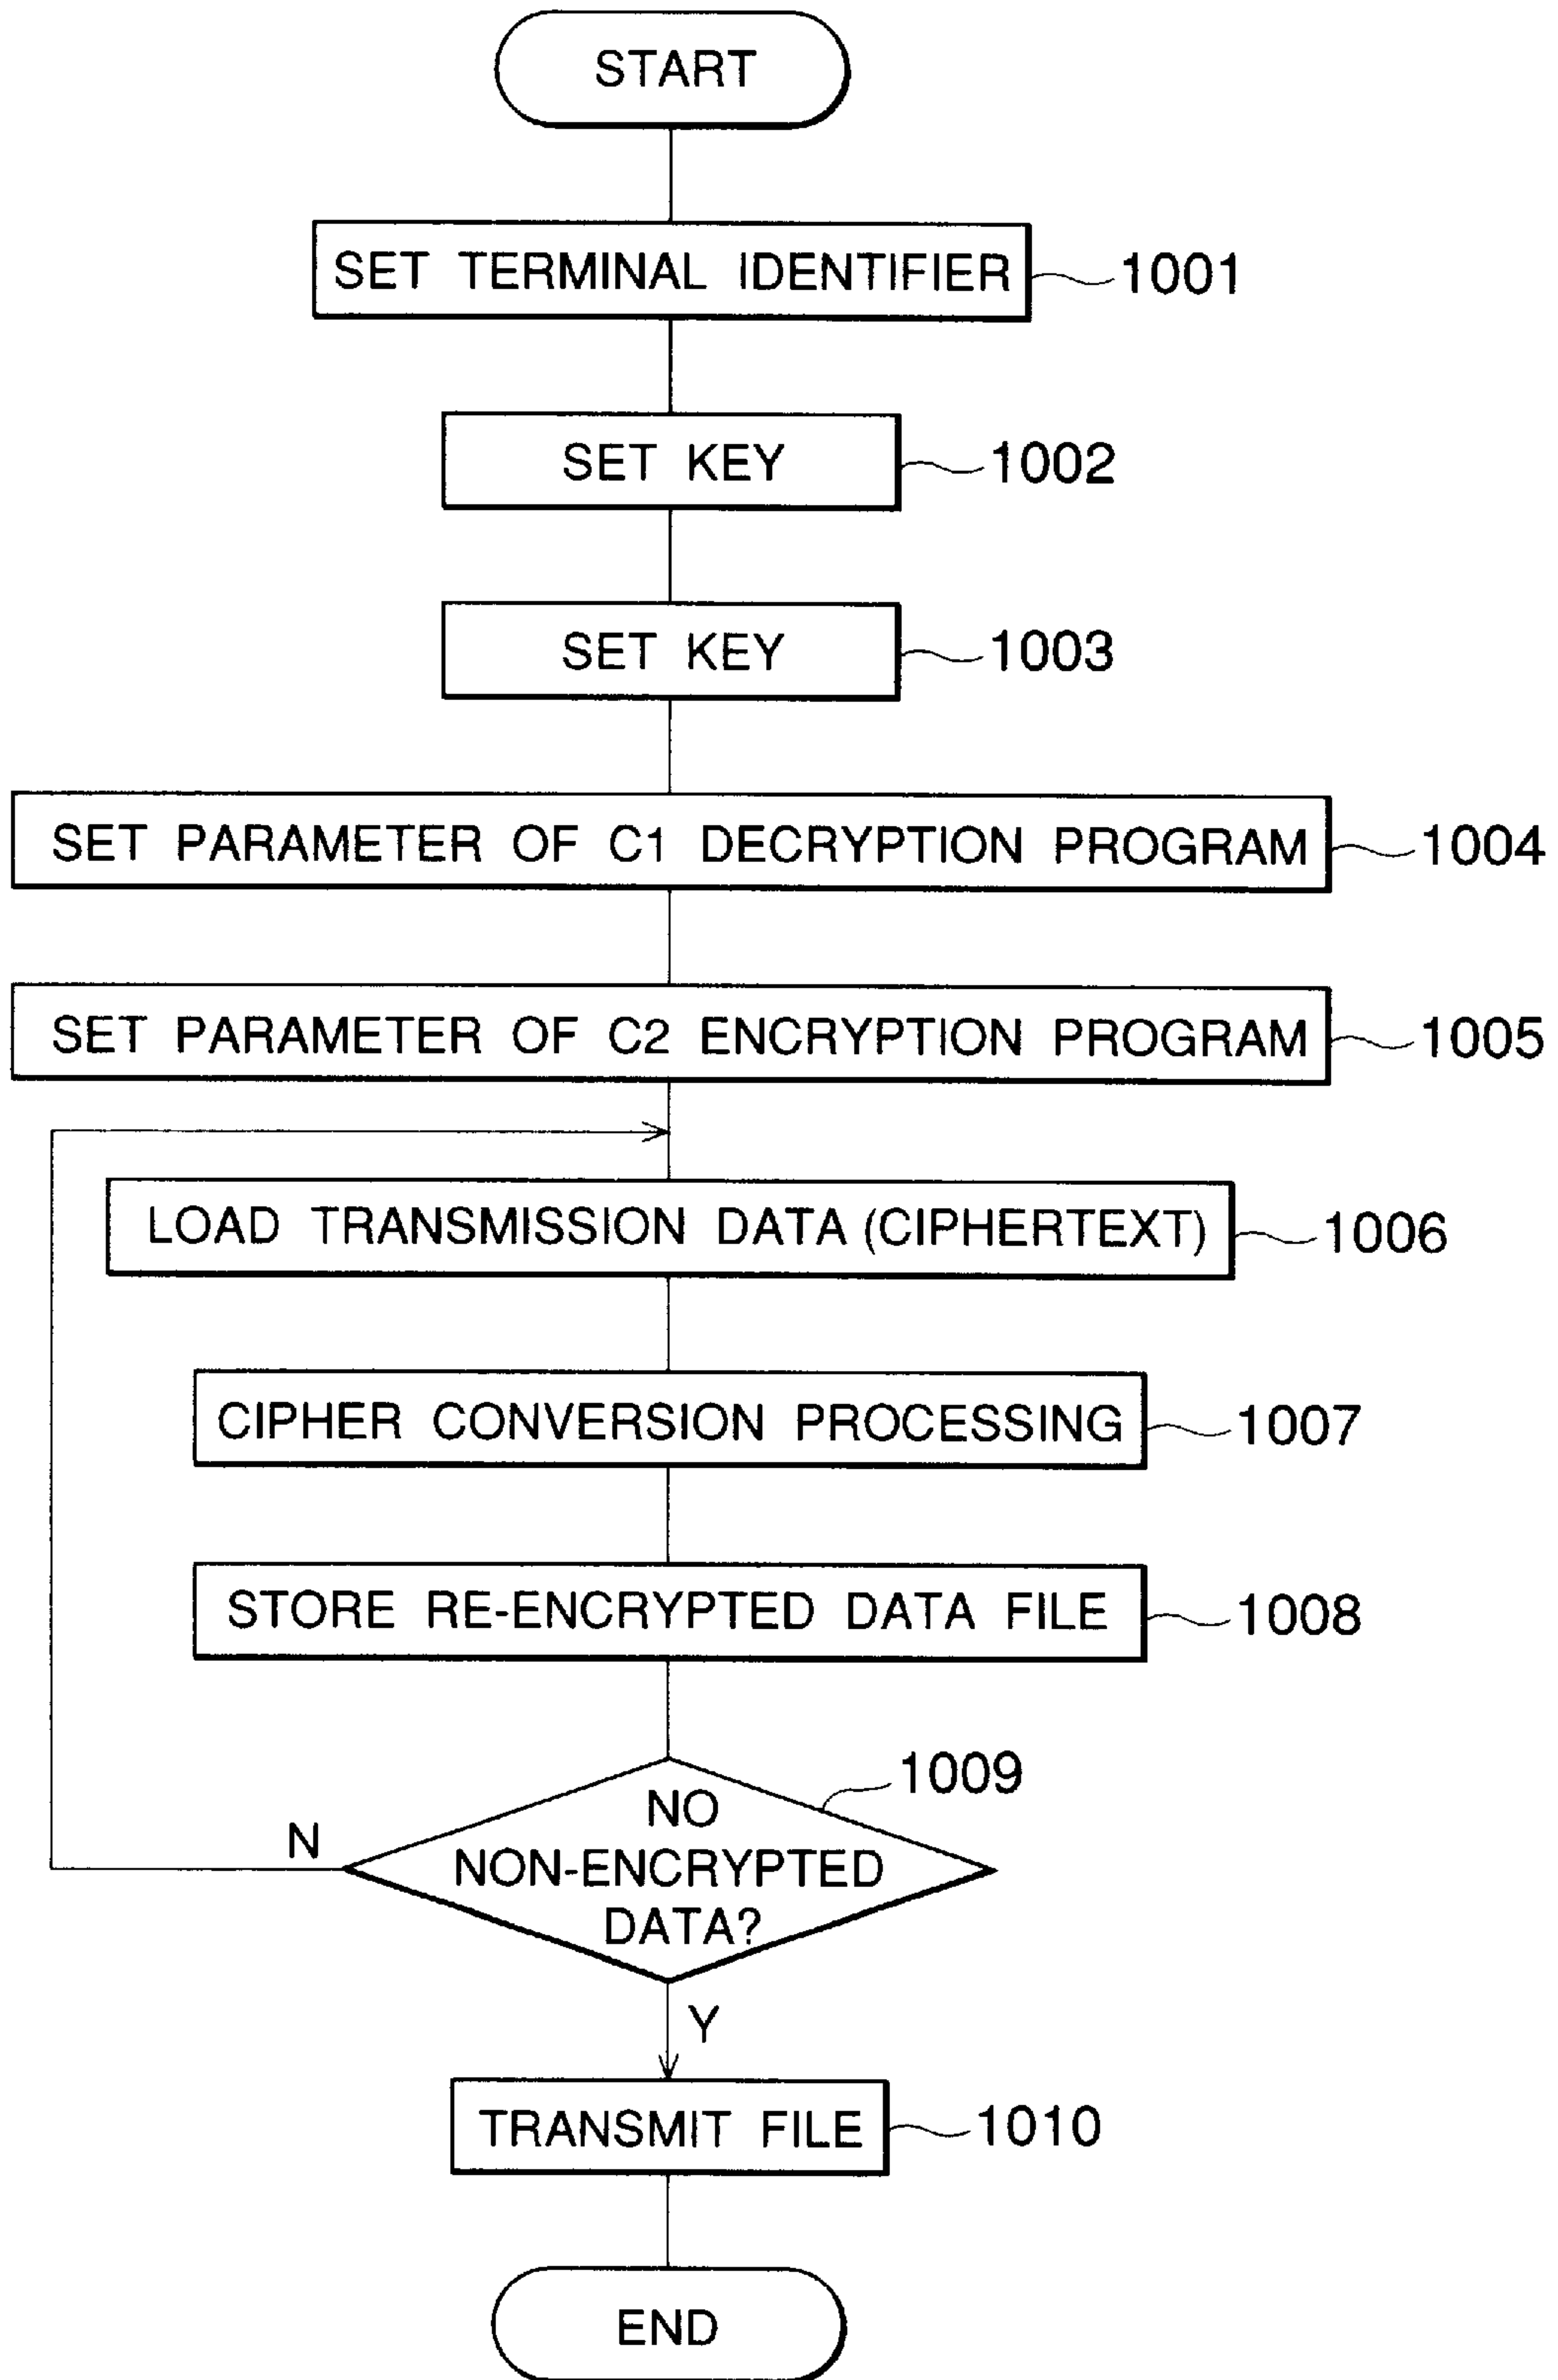 START
SET TERMINAL IDENTIFIER
1001
SET KEY
1002
SET KEY
1003
SET PARAMETER OF C1 DECRYPTION PROGRAM
1004
SET PARAMETER OF C2 ENCRYPTION PROGRAM
1005
LOAD TRANSMISSION DATA (CIPHERTEXT)
1006
CIPHER CONVERSION PROCESSING
1007
STORE RE-ENCRYPTED DATA FILE
1008
1009
NO
NON-ENCRYPTED
DATA?
N
Y
TRANSMIT FILE
1010
END